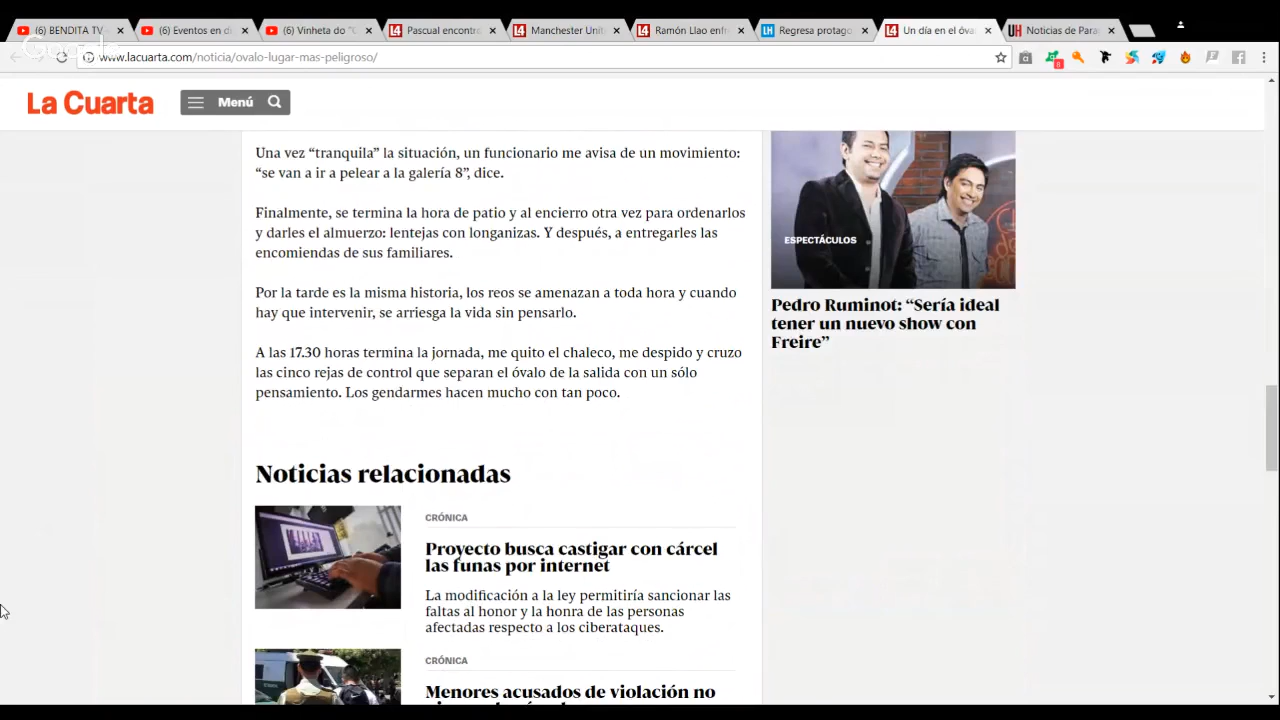 (6) BENDITA TV
(6) Eventos en di
(6) Vinheta do "
Pascual encontró
Manchester Unit
Ramón Llao enfr
Regresa protago
Un día en el óva
Noticias de Para
Google
www.lacuarta.com/noticia/ovalo-lugar-mas-peligroso/
8
La Cuarta
Menú
Una vez “tranquila” la situación, un funcionario me avisa de un movimiento:
“se van a ir a pelear a la galería 8”, dice.
Finalmente, se termina la hora de patio y al encierro otra vez para ordenarlos
y darles el almuerzo: lentejas con longanizas. Y después, a entregarles las
encomiendas de sus familiares.
Por la tarde es la misma historia, los reos se amenazan a toda hora y cuando
hay que intervenir, se arriesga la vida sin pensarlo.
A las 17.30 horas termina la jornada, me quito el chaleco, me despido y cruzo
las cinco rejas de control que separan el óvalo de la salida con un sólo
pensamiento. Los gendarmes hacen mucho con tan poco.
ESPECTÁCULOS
Pedro Ruminot: “Sería ideal
tener un nuevo show con
Freire”
Noticias relacionadas
CRÓNICA
Proyecto busca castigar con cárcel
las funas por internet
La modificación a la ley permitiría sancionar las
faltas al honor y la honra de las personas
afectadas respecto a los ciberataques.
CRÓNICA
Menores acusados de violación no